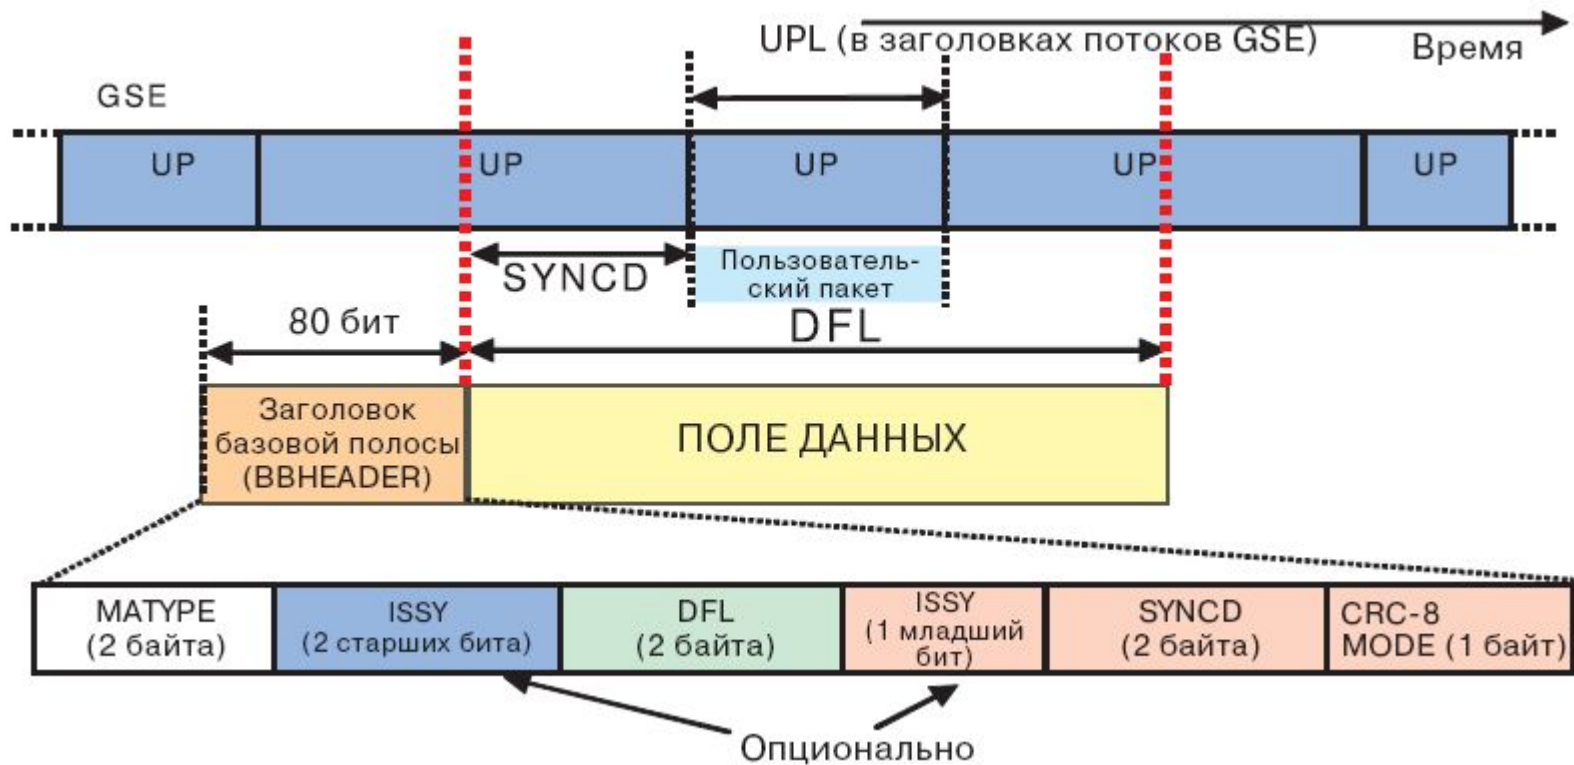 UPL (в заголовках потоков GSE)
Время
GSE
UP
UP
UP
UP
UP
SYNCD
Пользователь-
ский пакет
80 бит
DFL
Заголовок
базовой полосы
(BBHEADER)
ПОЛЕ ДАННЫХ
MATYPE
(2 байта)
ISSY
(2 старших бита)
DFL
(2 байта)
ISSY
(1 младший
бит)
SYNCD
(2 байта)
CRC-8
MODE (1 байт)
Опционально